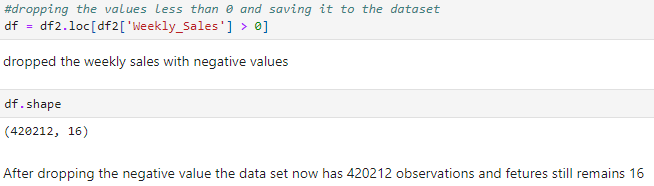 #dropping the values less than 0 and saving it to the dataset
df = df2.loc[df2['Weekly_Sales'] > 0]
dropped the weekly sales with negative values
df.shape
(420212, 16)
After dropping the negative value the data set now has 420212 observations and fetures still remains 16